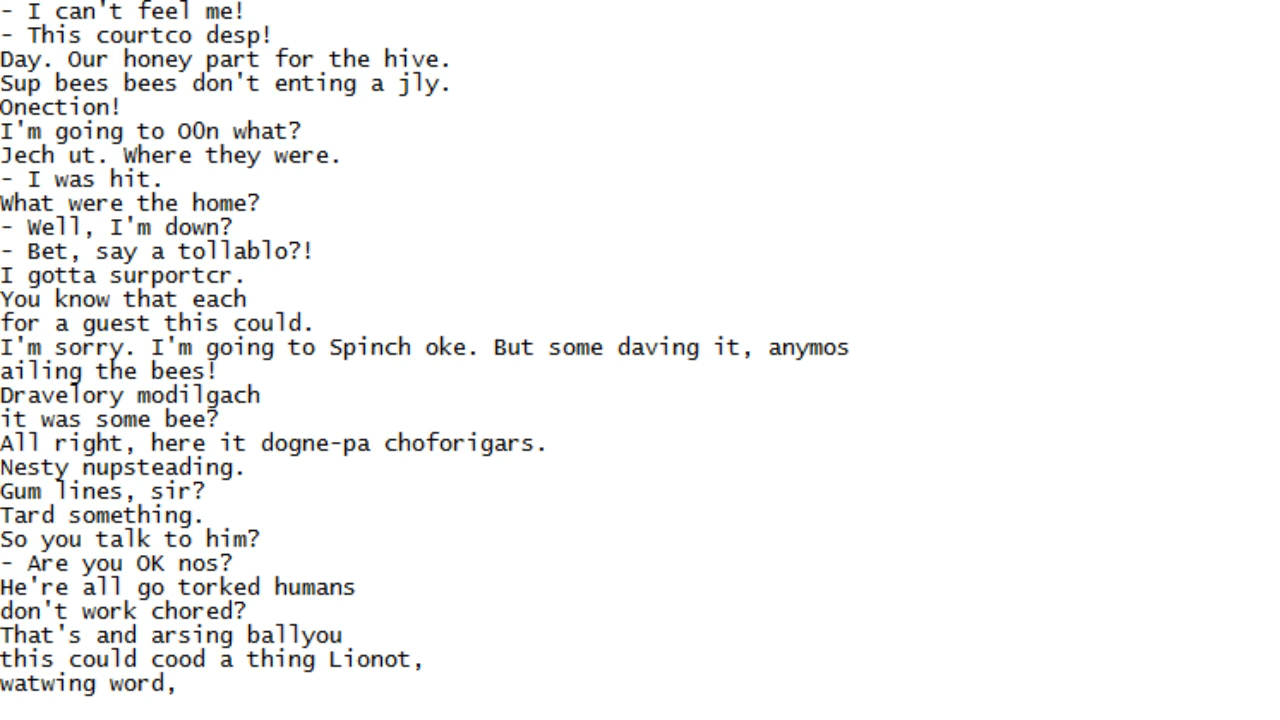 - I can't feel me!
- This courtco desp!
Day. Our honey part for the hive.
Sup bees bees don't enting a jly.
Onection!
I'm going to OOn what?
Jech ut. Where they were.
- I was hit.
What were the home?
- Well, I'm down?
- Bet, say a tollablo?!
I gotta surportcr.
You know that each
for a guest this could.
I'm sorry. I'm going to Spinch oke. But some daving it, anymos
ailing the bees!
Dravelory modilgach
it was some bee?
All right, here it dogne-pa choforigars.
Nesty nupsteading.
Gum lines, sir?
Tard something.
So you talk to him?
- Are you OK nos?
He're all go torked humans
don't work chored?
That's and arsing ballyou
this could cood a thing Lionot,
watwing word,